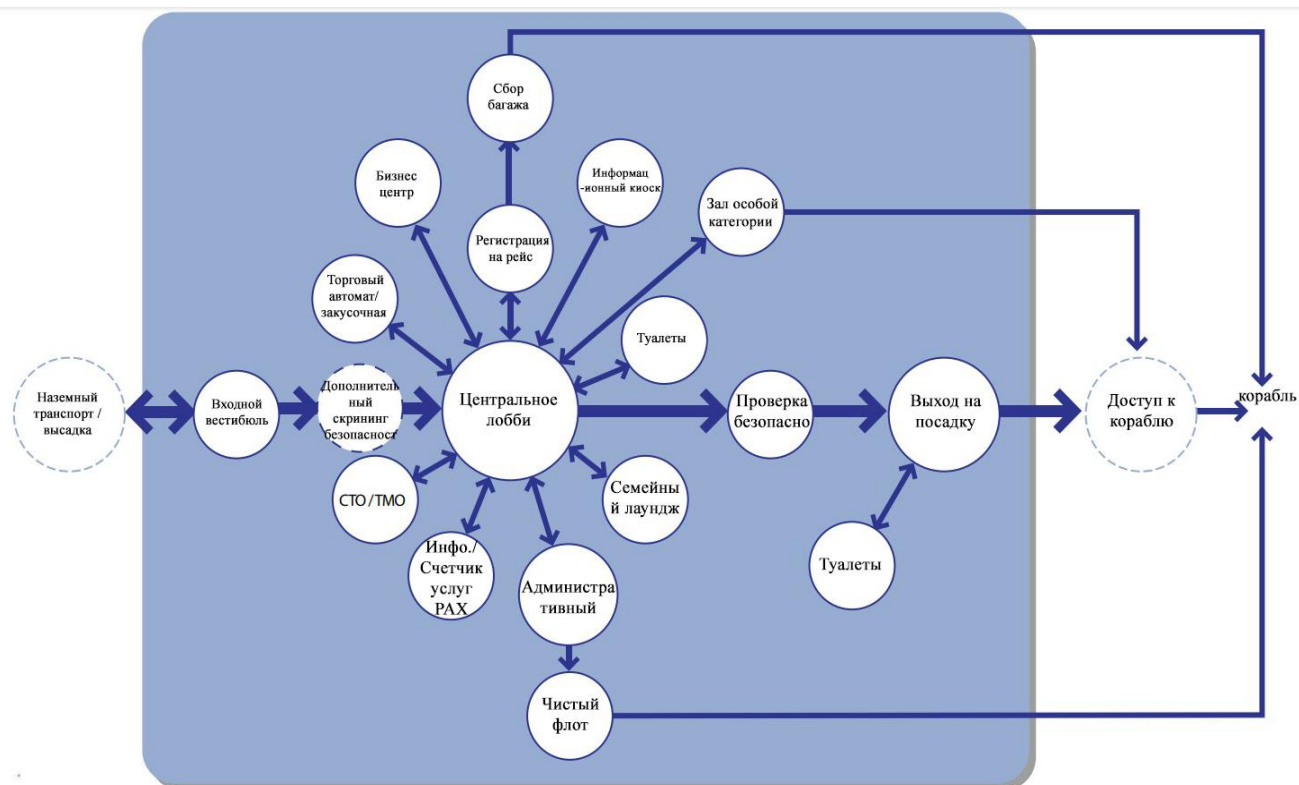 Сбор
багажа
Бизнес
центр
Информац
-ионный киоск
Зал особой
категории
Регистрация
на рейс
Торговый
автомат/
закусочная
Туалеты
Наземный
транспорт /
высадка
Входной
вестибюль
Дополнитель
ный
скрининг
безопасност
Центральное
лобби
Проверка
безопасно
Выход на
посадку
Доступ к
кораблю
корабль
СТО / ТМО
Семейны
й лаундж
Инфо./
Счетчик
услуг
PAX
Администра
тивный
Туалеты
Чистый
флот